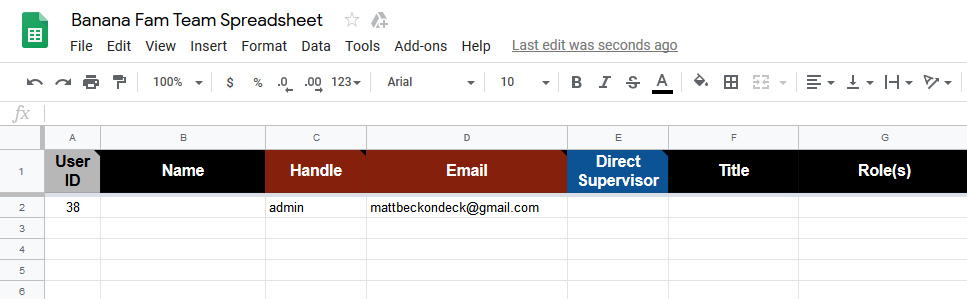 Banana Fam Team Spreadsheet
File Edit View Insert Format Data Tools Add-ons Help Last edit was seconds ago
100% $ % .0 .00 123 Arial 10 B I S A
fx
A B C D E F G
1 User ID Name Handle Email Direct Supervisor Title Role(s)
2 38 admin mattbeckondeck@gmail.com
3
4
5
6